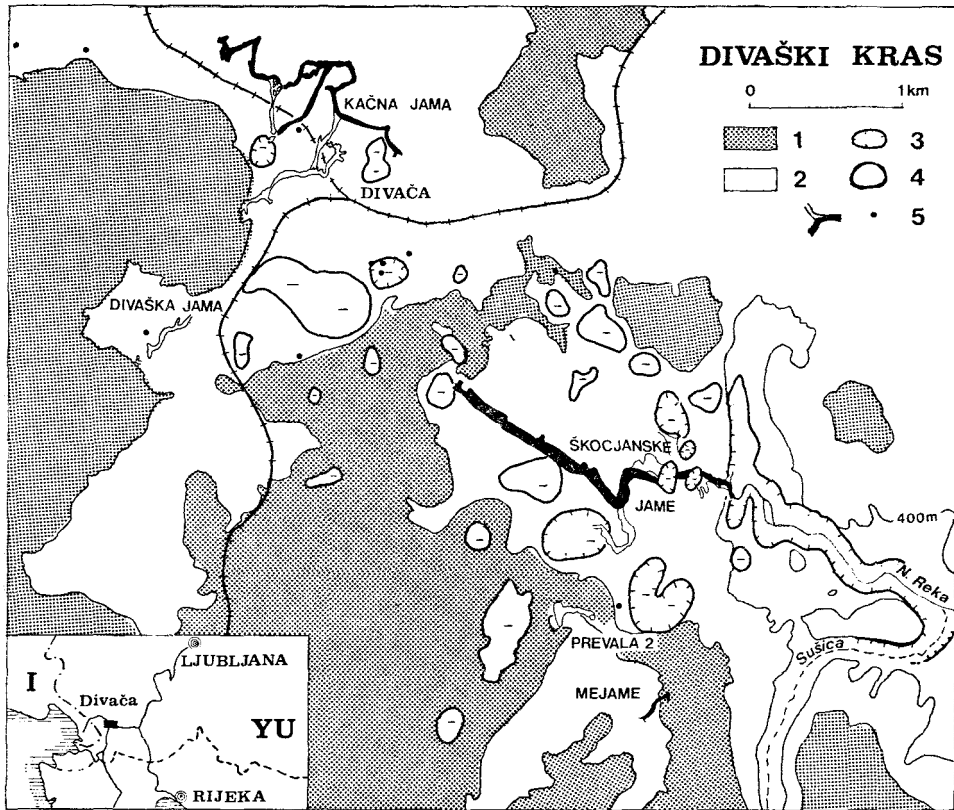 DIVAŠKI KRAS
0 1km
1 3
2 4
5
KAČNA JAMA
DIVAČA
DIVAŠKA JAMA
ŠKOCJANSKE
JAME
400m
N. Reka
Sušica
PREVALA 2
MEJAME
LJUBLJANA
I
Divača
YU
RIJEKA